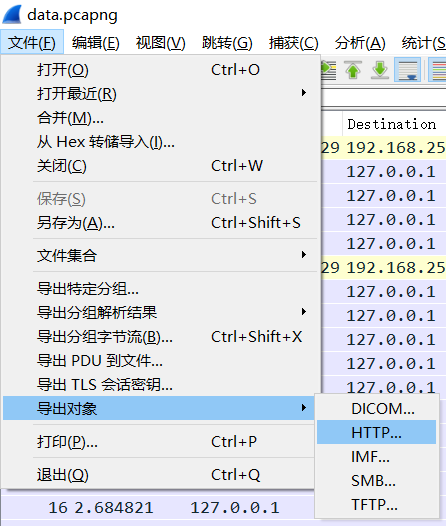 data.pcapng
文件(F) 编辑(E) 视图(V) 跳转(G) 捕获(C) 分析(A) 统计(S
打开(O) Ctrl+O
打开最近(R)
合并(M)...
从 Hex 转储导入(I)...
关闭(C) Ctrl+W
保存(S) Ctrl+S
另存为(A)... Ctrl+Shift+S
文件集合
导出特定分组...
导出分组解析结果
导出分组字节流(B)... Ctrl+Shift+X
导出 PDU 到文件...
导出 TLS 会话密钥...
导出对象
打印(P)... Ctrl+P
退出(Q) Ctrl+Q
DICOM...
HTTP...
IMF...
SMB...
TFTP...
Destination
29 192.168.25
127.0.0.1
127.0.0.1
127.0.0.1
127.0.0.1
29 192.168.25
127.0.0.1
127.0.0.1
127.0.0.1
127.0.0.1
127.0.0.1
16 2.684821 127.0.0.1